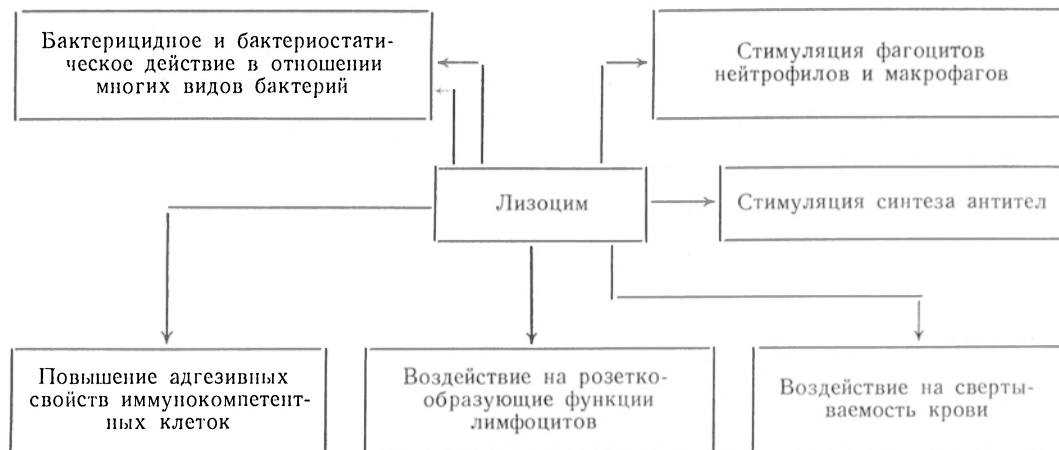 Бактерицидное и бактериостати-
ческое действие в отношении
многих видов бактерий
Стимуляция фагоцитов
нейтрофилов и макрофагов
Лизоцим
Стимуляция синтеза антител
Повышение адгезивных
свойств иммунокомпетент-
ных клеток
Воздействие на розетко-
образующие функции
лимфоцитов
Воздействие на сверты-
ваемость крови